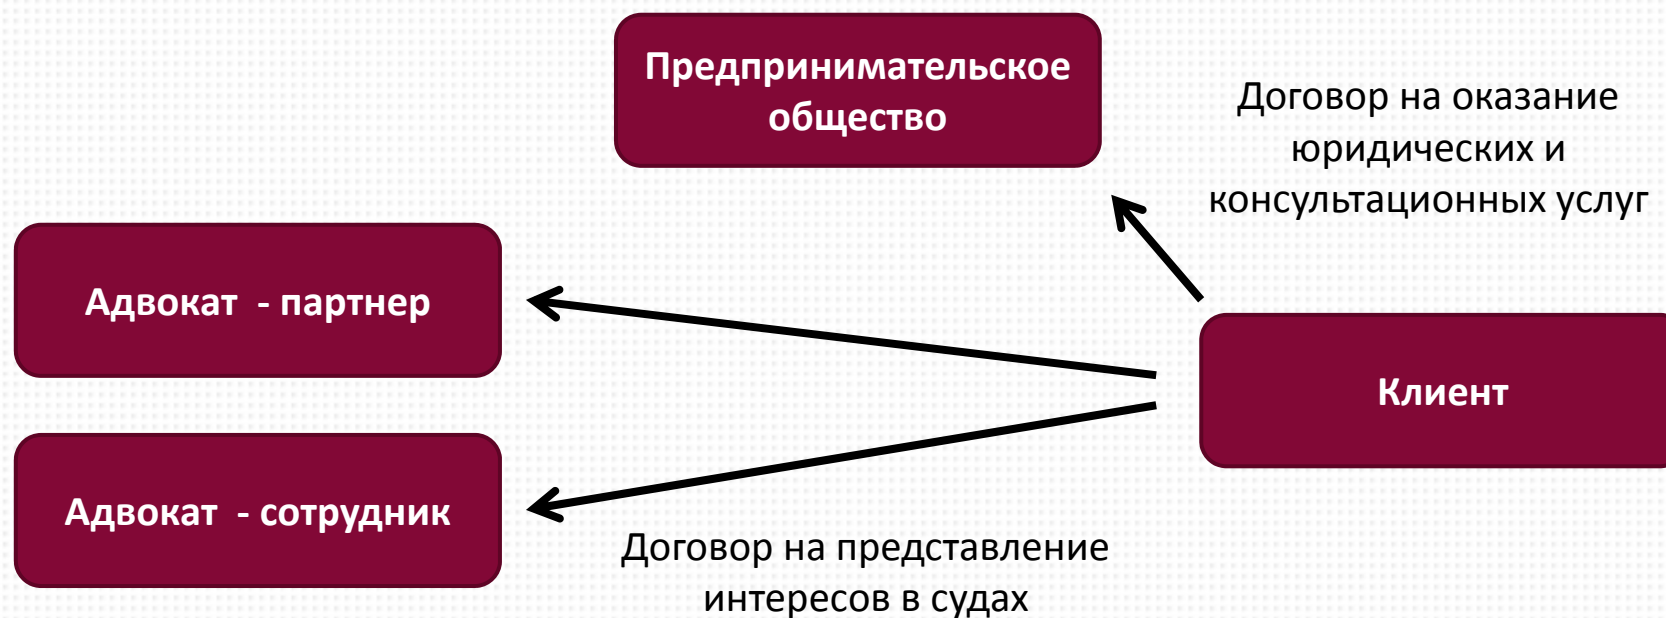 Предпринимательское
общество
Договор на оказание
юридических и
консультационных услуг
Адвокат - партнер
Клиент
Адвокат - сотрудник
Договор на представление
интересов в судах